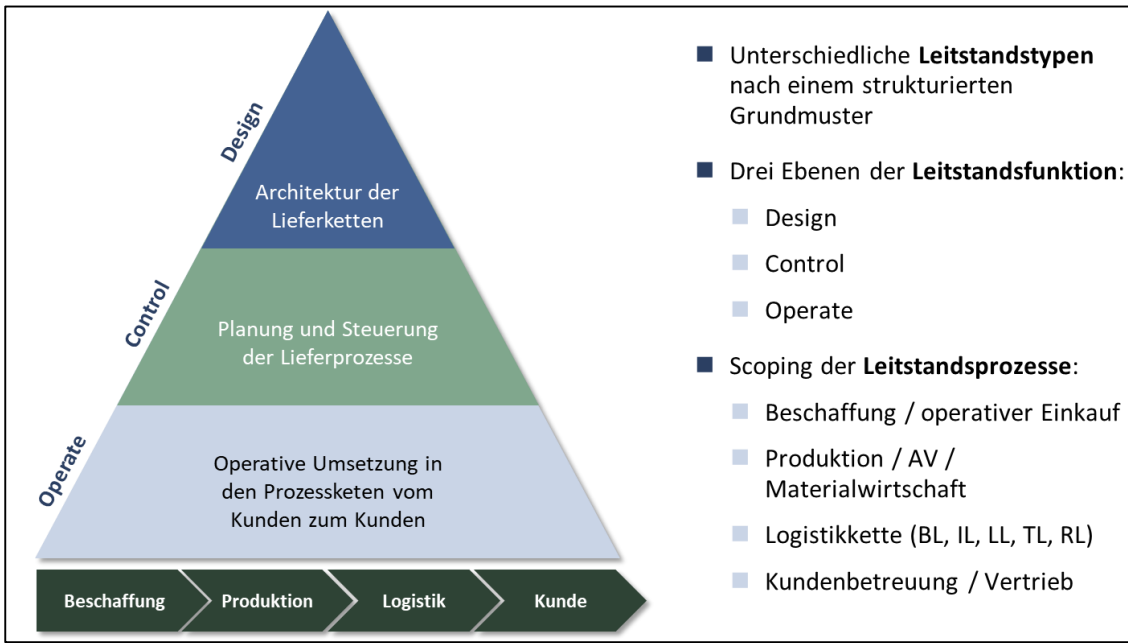 Design
Architektur der
Lieferketten
Control
Planung und Steuerung
der Lieferprozesse
Operate
Operative Umsetzung in
den Prozessketen vom
Kunden zum Kunden
Beschaffung
Produktion
Logistik
Kunde
Unterschiedliche Leitstandstypen
nach einem strukturierten
Grundmuster
Drei Ebenen der Leitstandsfunktion:
Design
Control
Operate
Scoping der Leitstandsprozesse:
Beschaffung / operativer Einkauf
Produktion / AV /
Materialwirtschaft
Logistikkette (BL, IL, LL, TL, RL)
Kundenbetreuung / Vertrieb